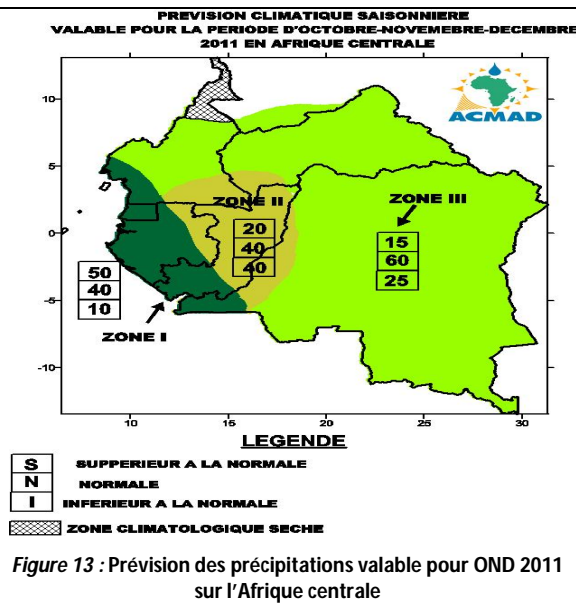 PREVISION CLIMATIQUE SAISONNIERE
VALABLE POUR LA PERIODE D'OCTOBRE-NOVEMEBRE-DECEMBRE
2011 EN AFRIQUE CENTRALE
ACMAD
10
5
0
-5
-10
ZONE II
20
40
40
ZONE III
15
60
25
50
40
10
ZONE I
10 15 20 25 30
LEGENDE
S SUPPERIEUR A LA NORMALE
N NORMALE
I INFERIEUR A LA NORMALE
ZONE CLIMATOLOGIQUE SECHE
Figure 13 : Prévision des précipitations valable pour OND 2011
sur l'Afrique centrale